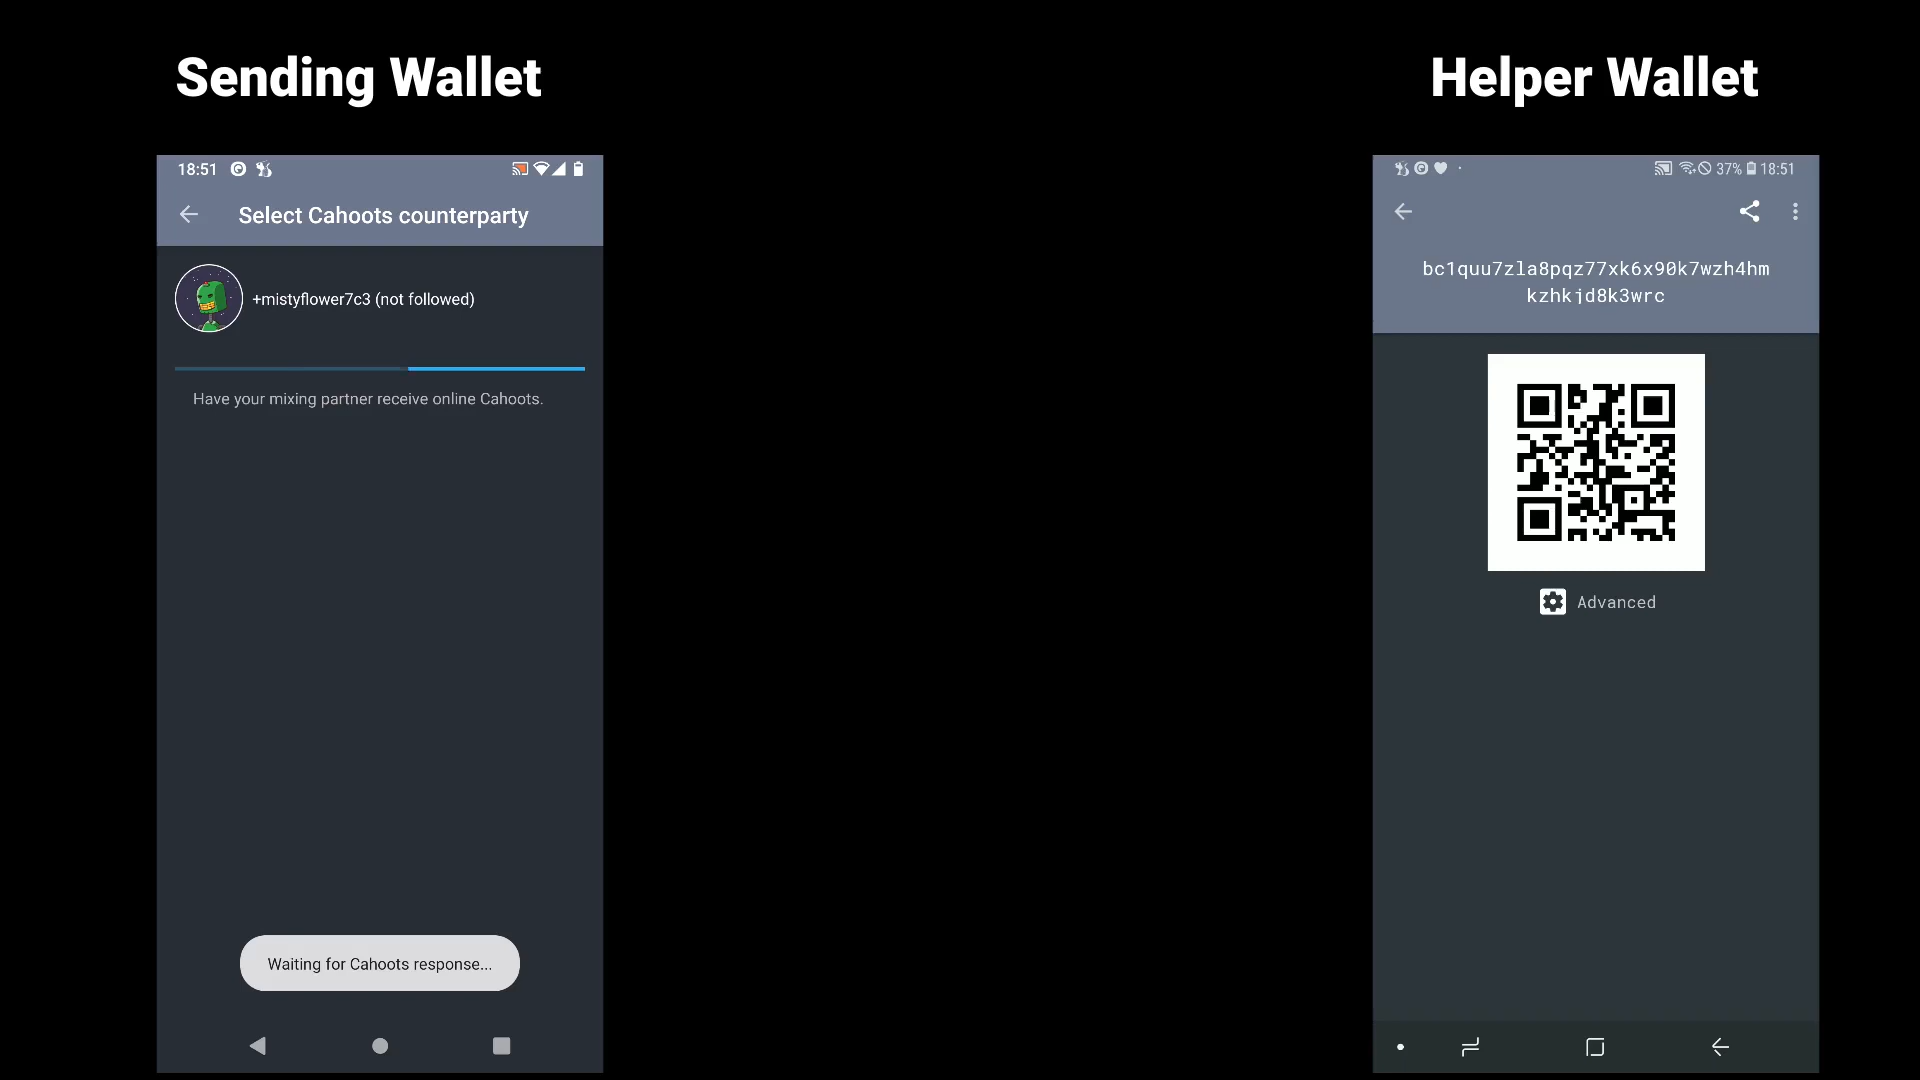 Sending Wallet
Helper Wallet
18:51
Select Cahoots counterparty
+mistyflower7c3 (not followed)
Have your mixing partner receive online Cahoots.
Waiting for Cahoots response...
37% 18:51
bc1quu7zla8pqz77xk6x90k7wzh4hm
kzhkjd8k3wrc
Advanced